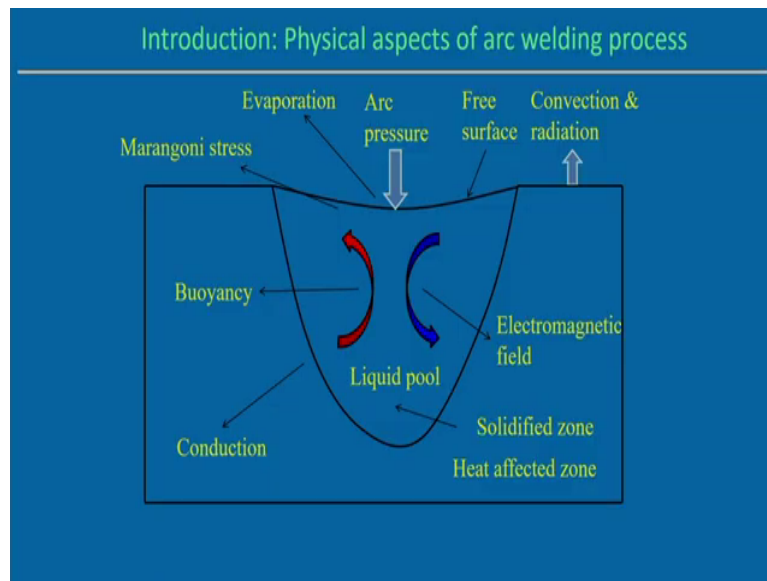 Introduction: Physical aspects of arc welding process
Evaporation
Arc
pressure
Free
surface
Convection &
radiation
Marangoni stress
Buoyancy
Electromagnetic
field
Liquid pool
Solidified zone
Conduction
Heat affected zone